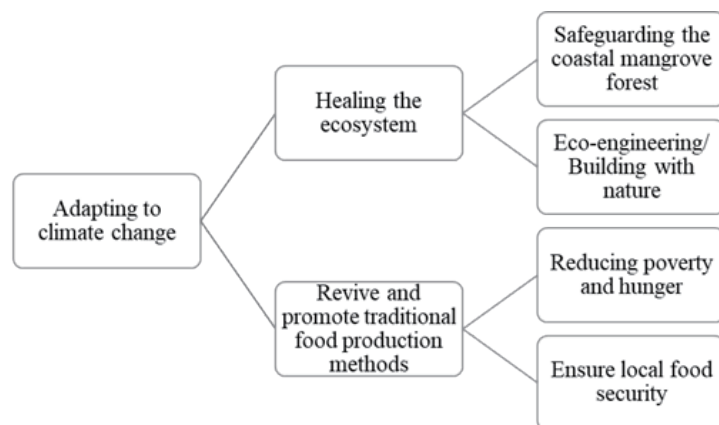 Adapting to
climate change
Healing the
ecosystem
Safeguarding the
coastal mangrove
forest
Eco-engineering/
Building with
nature
Revive and
promote traditional
food production
methods
Reducing poverty
and hunger
Ensure local food
security